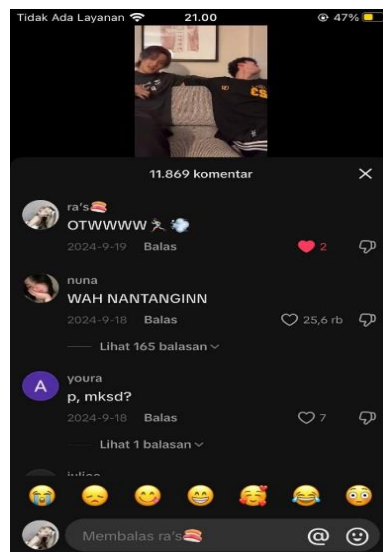 Tidak Ada Layanan 21.00 47%
11.869 komentar
ra's
OTWWWW
2024-9-19 Balas 2
nuna
WAH NANTANGINN
2024-9-18 Balas 25,6 rb
Lihat 165 balasan
A youra
p, mksd?
2024-9-18 Balas 7
Lihat 1 balasan
Membalas ra's @